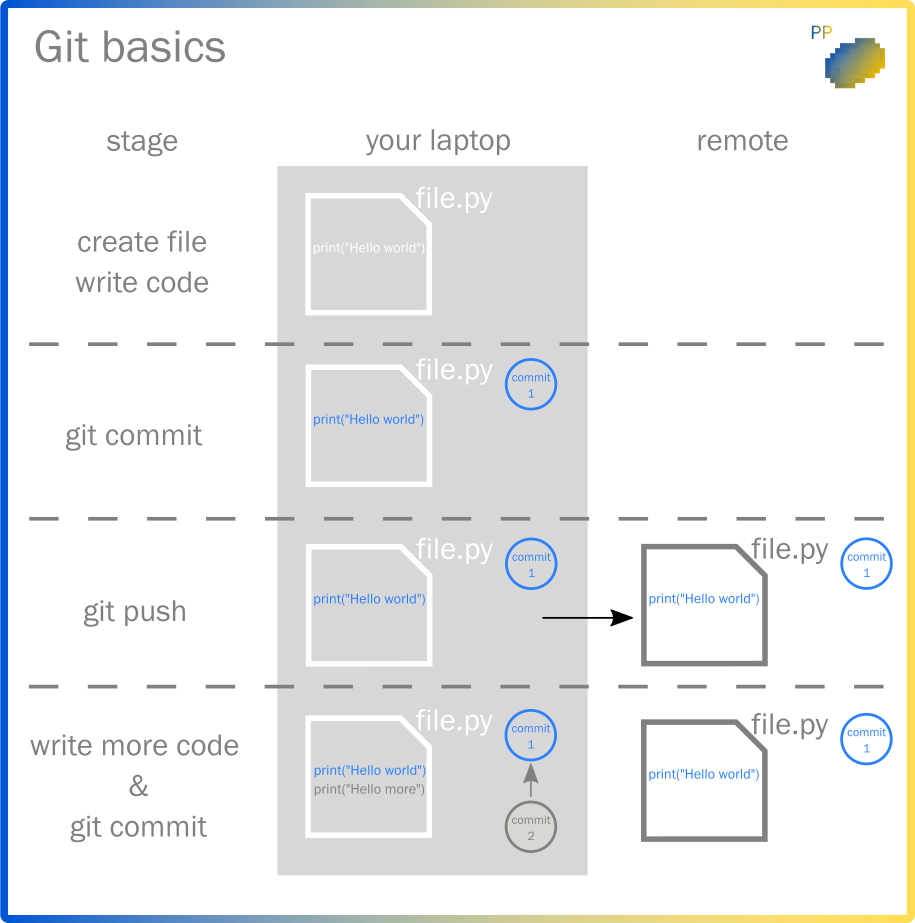 Git basics
PP
stage
your laptop
remote
file.py
create file
write code
print("Hello world")
file.py
commit
1
git commit
print("Hello world")
file.py
commit
1
file.py
commit
1
git push
print("Hello world")
print("Hello world")
file.py
commit
1
file.py
commit
1
write more code
&
git commit
print("Hello world")
print("Hello more")
commit
2
print("Hello world")